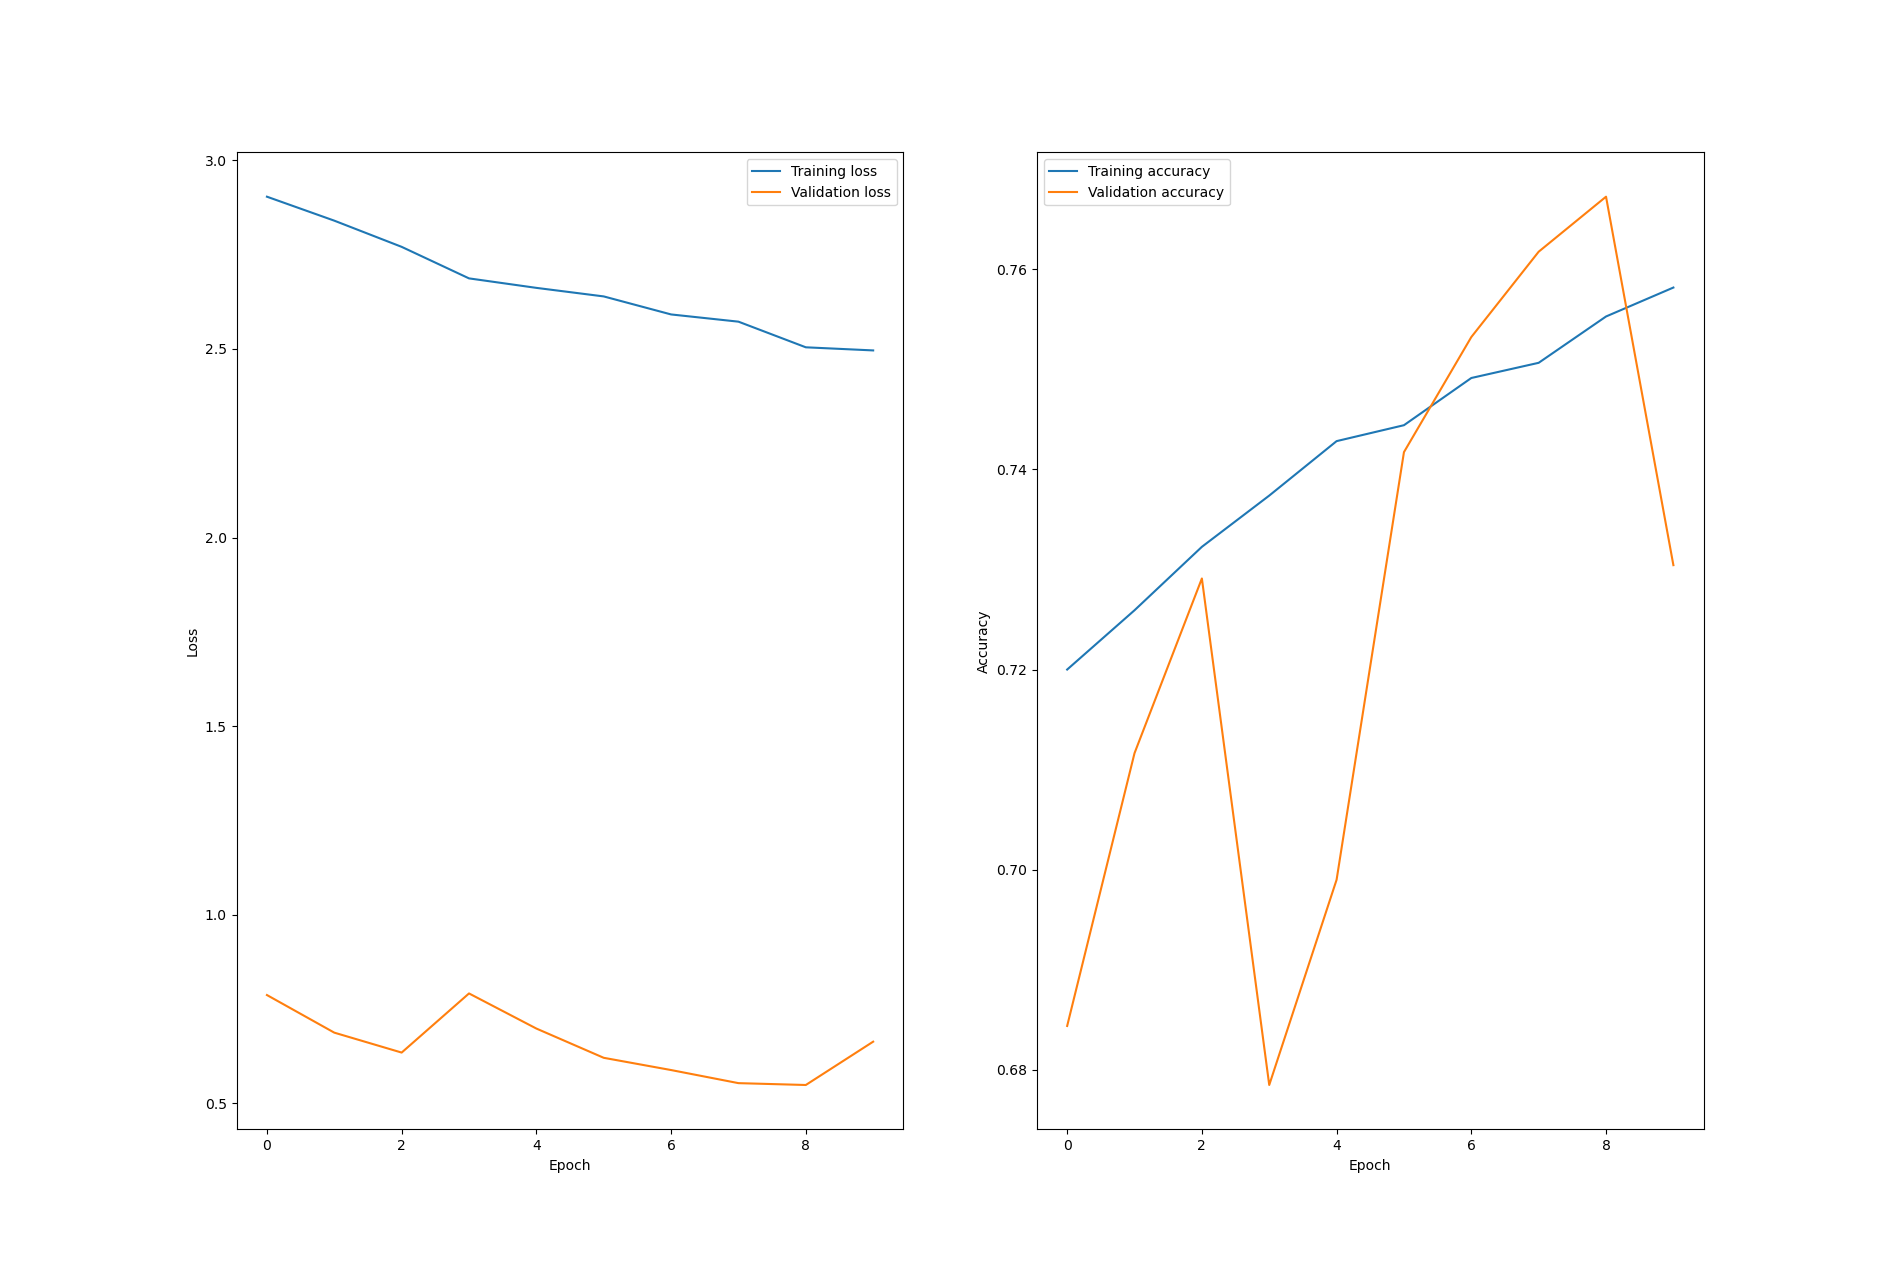 3.0
2.5
2.0
1.5
1.0
0.5
Loss
0
2
4
6
8
Epoch
Training loss
Validation loss
0.76
0.74
0.72
0.70
0.68
Accuracy
0
2
4
6
8
Epoch
Training accuracy
Validation accuracy